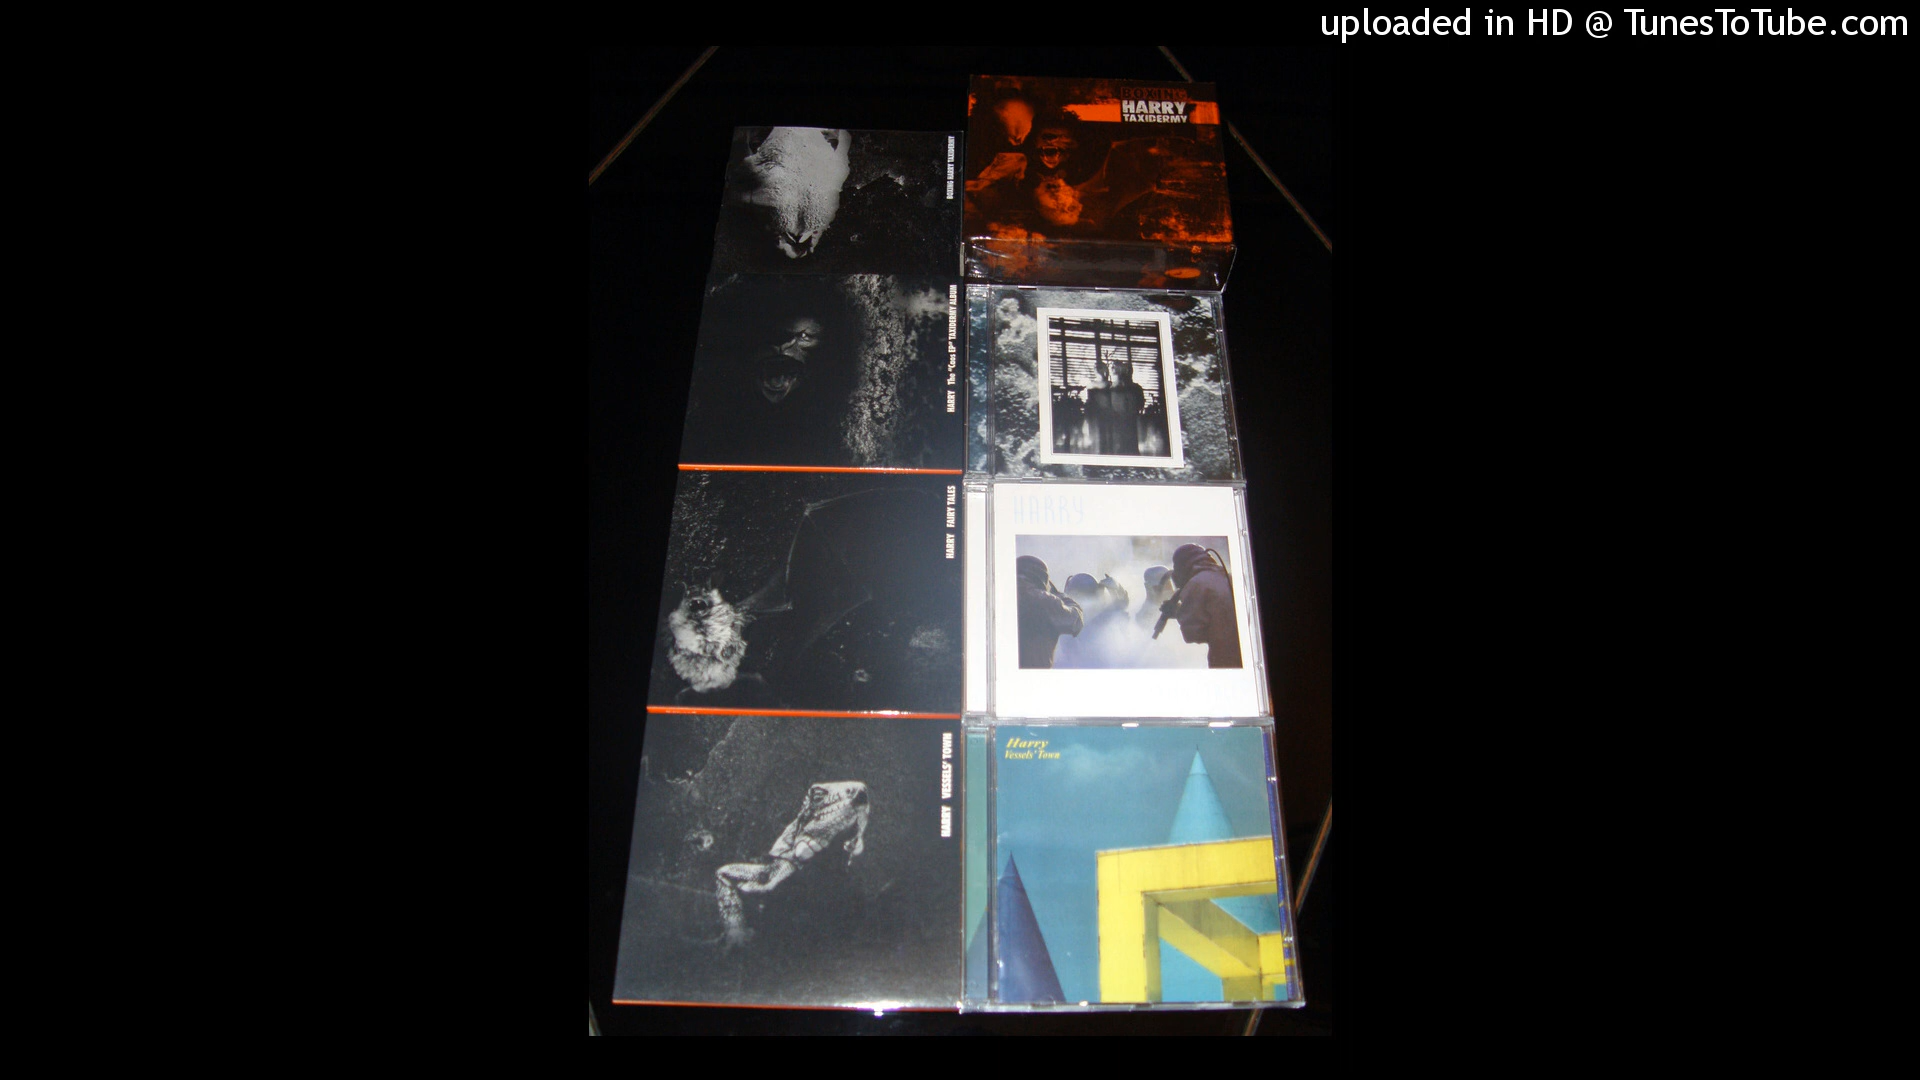 uploaded in HD @ TunesToTube.com
BOXING
HARRY
TAXIDERMY
BOXING HARRY TAXIDERMY
HARRY The "Caos EP" TAXIDERMY ALBUM
HARRY FAIRY TALES
HARRY
HARRY VESSELS' TOWN
Harry
Vessels' Town